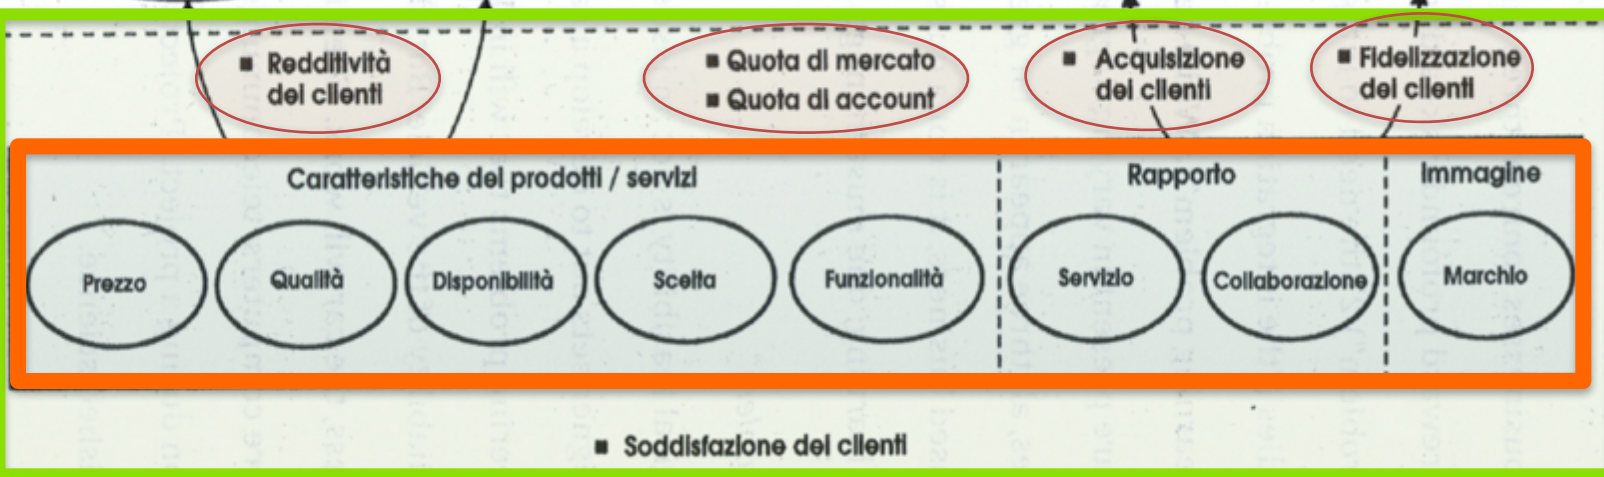 ▪ Redditività
dei clienti
▪ Quota di mercato
▪ Quota di account
▪ Acquisizione
dei clienti
▪ Fidelizzazione
dei clienti
Caratteristiche dei prodotti / servizi
Rapporto
Immagine
Prezzo
Qualità
Disponibilità
Scelta
Funzionalità
Servizio
Collaborazione
Marchio
▪ Soddisfazione dei clienti